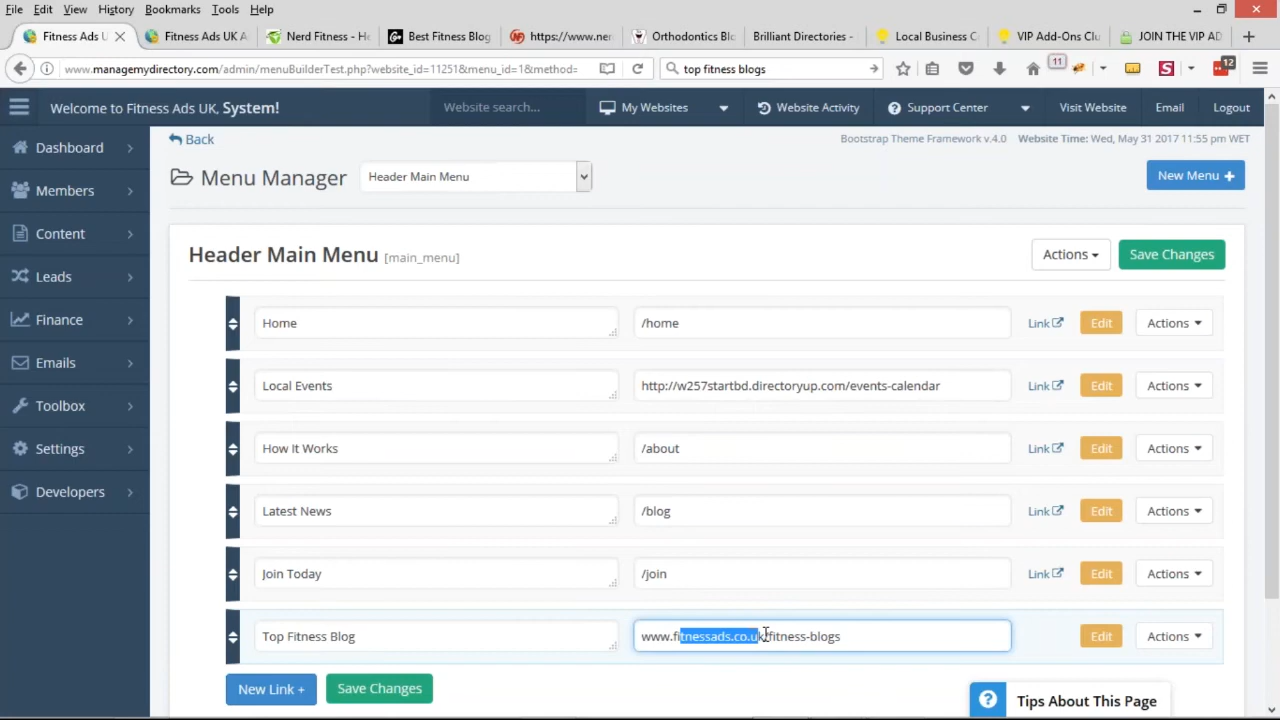 File Edit View History Bookmarks Tools Help
Fitness Ads U Fitness Ads UK A Nerd Fitness - He Best Fitness Blog https://www.ner Orthodontics Blo Brilliant Directories - Local Business C VIP Add-Ons Clu JOIN THE VIP AD
www.managemydirectory.com/admin/menuBuilderTest.php?website_id=11251&menu_id=1&method= top fitness blogs 11 S 12
Welcome to Fitness Ads UK, System! Website search... My Websites Website Activity Support Center Visit Website Email Logout
Back Bootstrap Theme Framework v.4.0 Website Time: Wed, May 31 2017 11:55 pm WET
Dashboard
Members
Content
Leads
Finance
Emails
Toolbox
Settings
Developers
Menu Manager Header Main Menu New Menu +
Header Main Menu [main_menu] Actions Save Changes
Home /home Link Edit Actions
Local Events http://w257startbd.directoryup.com/events-calendar Link Edit Actions
How It Works /about Link Edit Actions
Latest News /blog Link Edit Actions
Join Today /join Link Edit Actions
Top Fitness Blog www.fitnessads.co.uk/fitness-blogs Edit Actions
New Link + Save Changes
? Tips About This Page